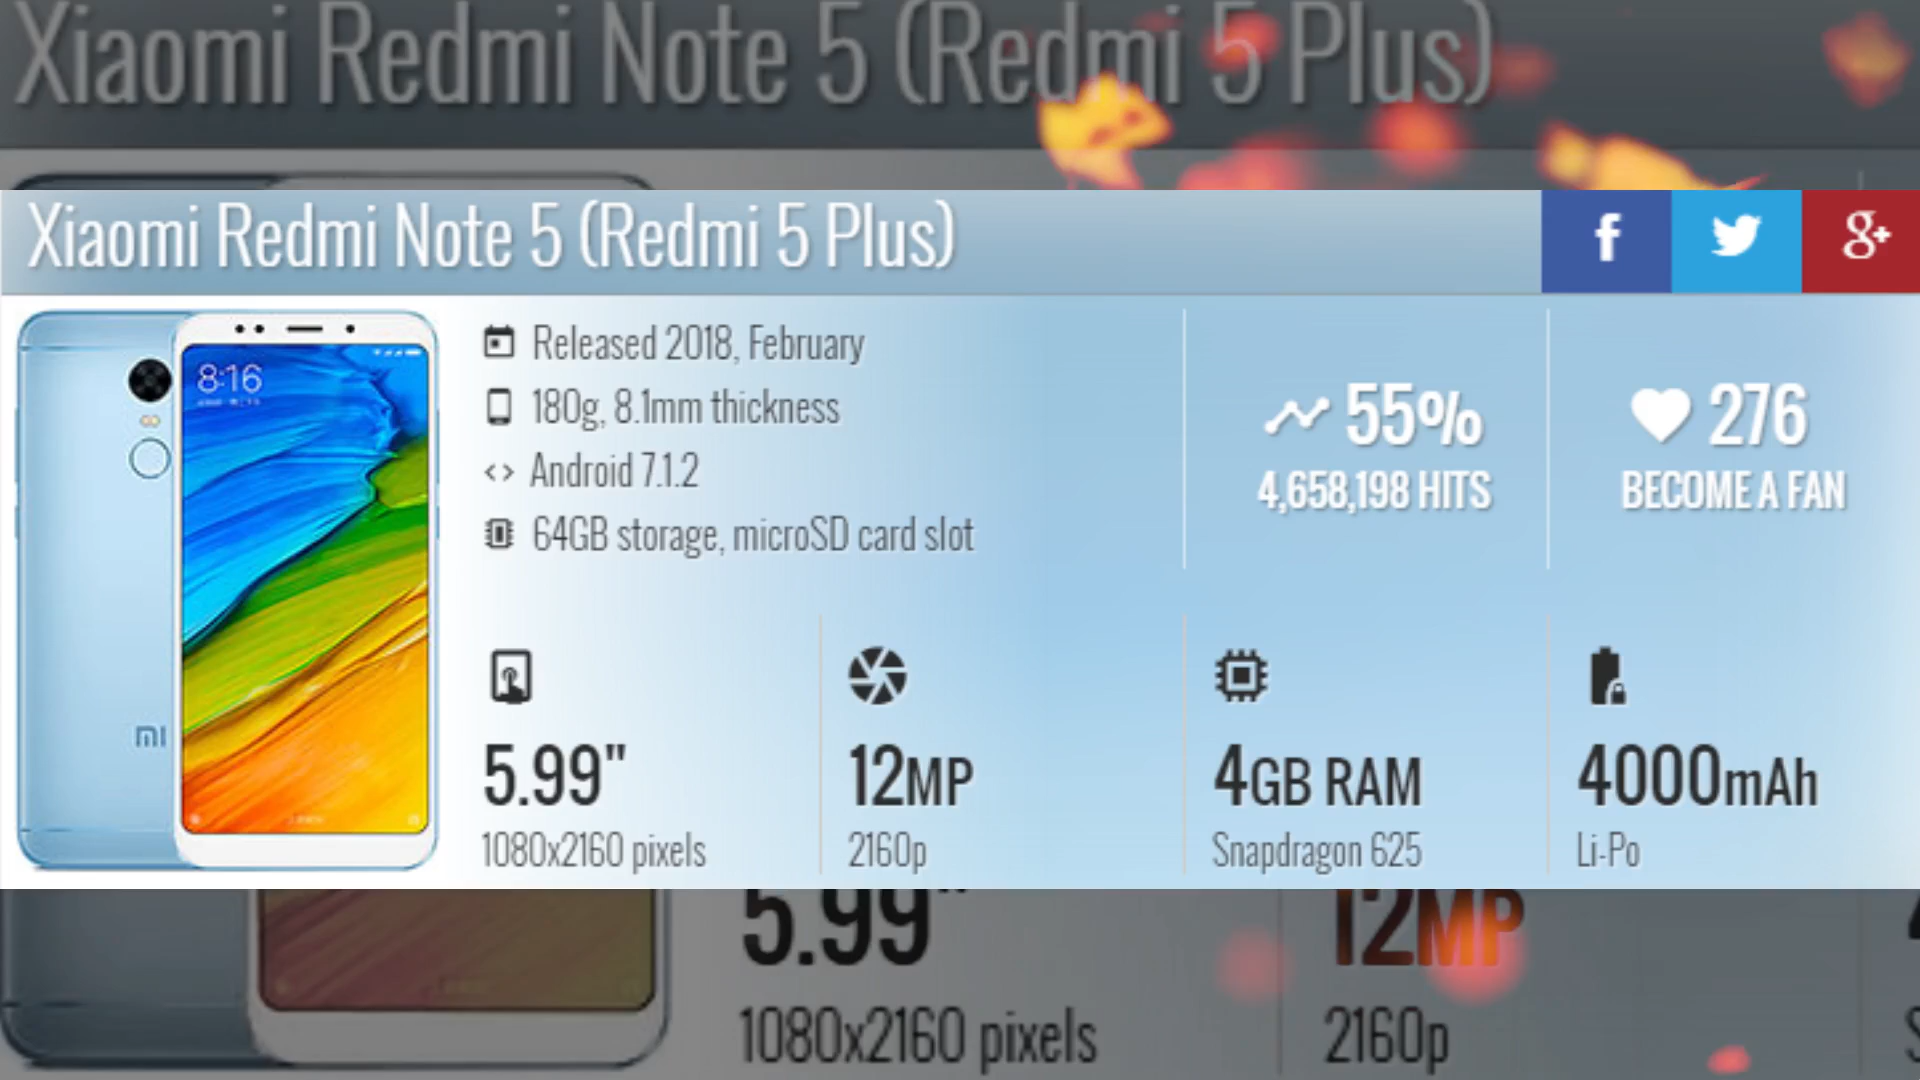 Xiaomi Redmi Note 5 (Redmi 5 Plus)
Xiaomi Redmi Note 5 (Redmi 5 Plus)
f
g+
8:16
Released 2018, February
180g, 8.1mm thickness
Android 7.1.2
64GB storage, microSD card slot
55%
4,658,198 HITS
276
BECOME A FAN
MI
5.99"
1080x2160 pixels
12MP
2160p
4GB RAM
Snapdragon 625
4000mAh
Li-Po
5.99"
1080x2160 pixels
12MP
2160p